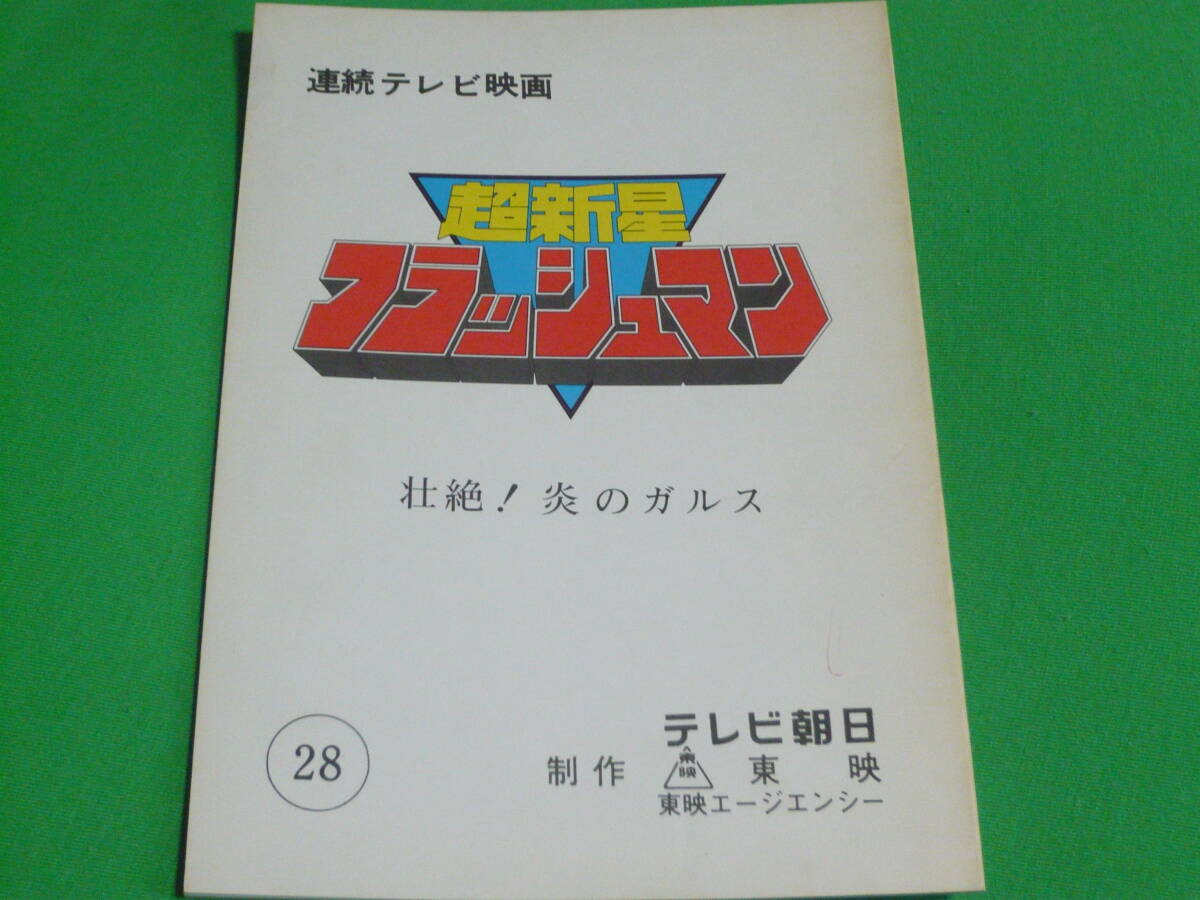 連続テレビ映画
超新星
フラッシュマン
壮絶！炎のガルス
28
テレビ朝日
制作 東映 東映
東映エージエンシー